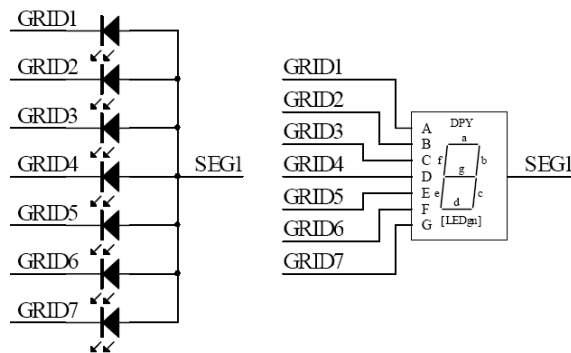 GRID1
GRID2
GRID3
GRID4
GRID5
GRID6
GRID7
SEG1
GRID1
GRID2
GRID3
GRID4
GRID5
GRID6
GRID7
A
B
C
D
E
F
G
DPY
a
f b
g
e c
d
[LEDgn]
SEG1